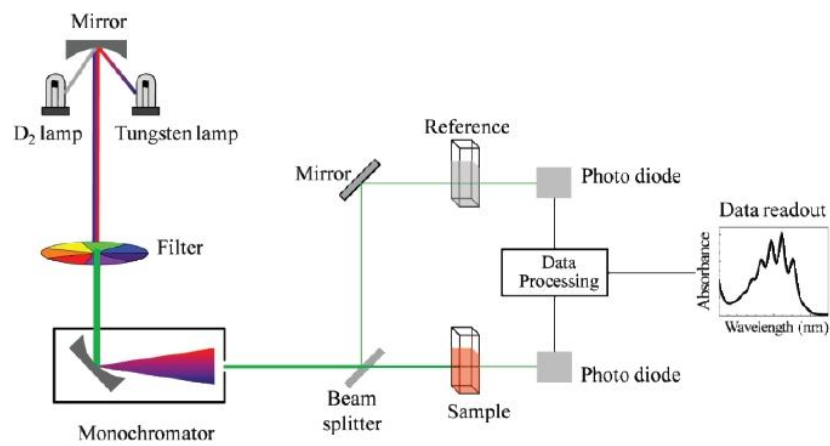 Mirror
D₂ lamp
Tungsten lamp
Filter
Monochromator
Mirror
Reference
Photo diode
Data
Processing
Beam
splitter
Sample
Photo diode
Data readout
Absorbance
Wavelength (nm)